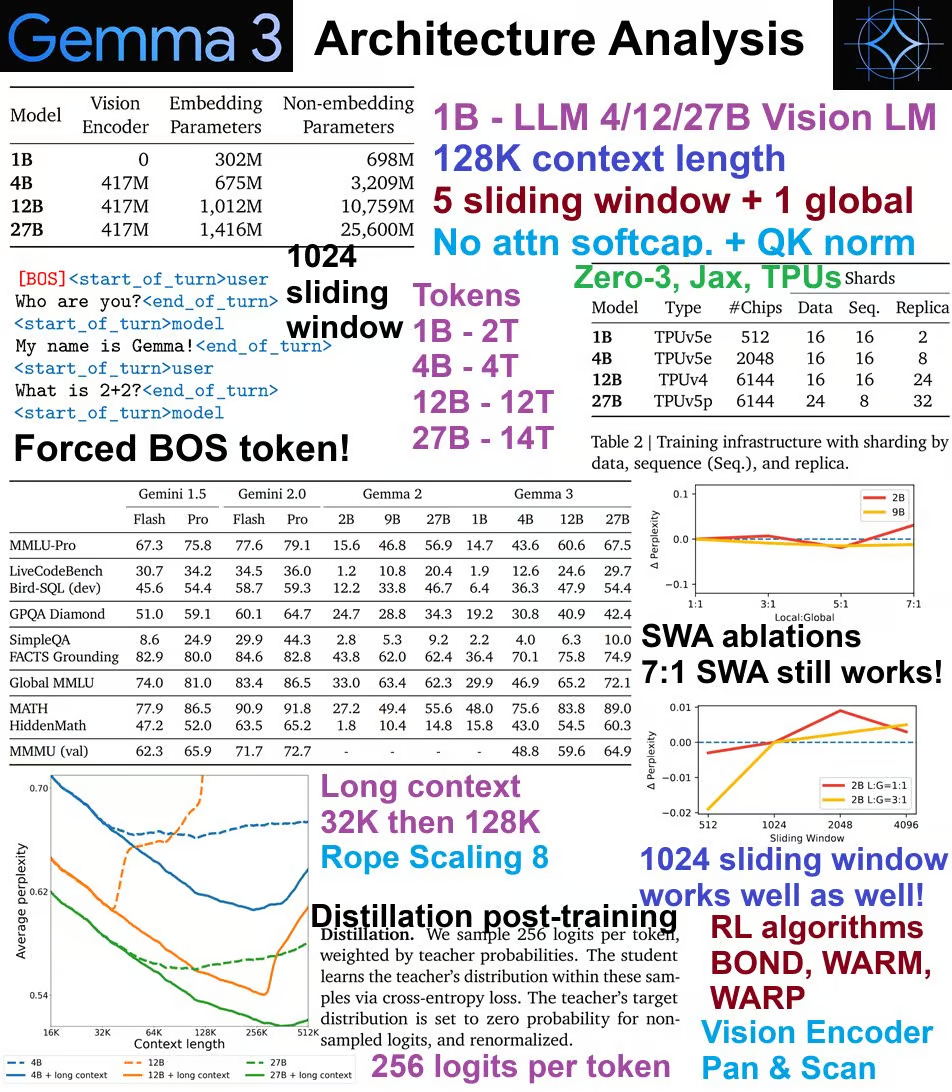 Gemma 3 Architecture Analysis
Model Vision Encoder Embedding Parameters Non-embedding Parameters
1B 0 302M 698M
4B 417M 675M 3,209M
12B 417M 1,012M 10,759M
27B 417M 1,416M 25,600M
1B - LLM 4/12/27B Vision LM
128K context length
5 sliding window + 1 global
No attn softcap. + QK norm
[BOS]<start_of_turn>user
Who are you?<end_of_turn>
<start_of_turn>model
My name is Gemma!<end_of_turn>
<start_of_turn>user
What is 2+2?<end_of_turn>
<start_of_turn>model
1024
sliding
window
Forced BOS token!
Tokens
1B - 2T
4B - 4T
12B - 12T
27B - 14T
Zero-3, Jax, TPUs
Shards
Model Type #Chips Data Seq. Replica
1B TPUv5e 512 16 16 2
4B TPUv5e 2048 16 16 8
12B TPUv4 6144 16 16 24
27B TPUv5p 6144 24 8 32
Table 2 | Training infrastructure with sharding by
data, sequence (Seq.), and replica.
Gemini 1.5 Gemini 2.0 Gemma 2 Gemma 3
Flash Pro Flash Pro 2B 9B 27B 1B 4B 12B 27B
MMLU-Pro 67.3 75.8 77.6 79.1 15.6 46.8 56.9 14.7 43.6 60.6 67.5
LiveCodeBench 30.7 34.2 34.5 36.0 1.2 10.8 20.4 1.9 12.6 24.6 29.7
Bird-SQL (dev) 45.6 54.4 58.7 59.3 12.2 33.8 46.7 6.4 36.3 47.9 54.4
GPQA Diamond 51.0 59.1 60.1 64.7 24.7 28.8 34.3 19.2 30.8 40.9 42.4
SimpleQA 8.6 24.9 29.9 44.3 2.8 5.3 9.2 2.2 4.0 6.3 10.0
FACTS Grounding 82.9 80.0 84.6 82.8 43.8 62.0 62.4 36.4 70.1 75.8 74.9
Global MMLU 74.0 81.0 83.4 86.5 33.0 63.4 62.3 29.9 46.9 65.2 72.1
MATH 77.9 86.5 90.9 91.8 27.2 49.4 55.6 48.0 75.6 83.8 89.0
HiddenMath 47.2 52.0 63.5 65.2 1.8 10.4 14.8 15.8 43.0 54.5 60.3
MMMU (val) 62.3 65.9 71.7 72.7 - - - - 48.8 59.6 64.9
0.1
0.0
−0.1
Δ Perplexity
2B
9B
1:1 3:1 5:1 7:1
Local:Global
SWA ablations
7:1 SWA still works!
0.01
0.00
−0.01
−0.02
Δ Perplexity
2B L:G=1:1
2B L:G=3:1
512 1024 2048 4096
Sliding Window
1024 sliding window
works well as well!
0.70
0.62
0.54
Average perplexity
16K 32K 64K 128K 256K 512K
Context length
4B 12B 27B
4B + long context 12B + long context 27B + long context
Long context
32K then 128K
Rope Scaling 8
Distillation post-training
Distillation. We sample 256 logits per token,
weighted by teacher probabilities. The student
learns the teacher's distribution within these sam-
ples via cross-entropy loss. The teacher's target
distribution is set to zero probability for non-
sampled logits, and renormalized.
256 logits per token
RL algorithms
BOND, WARM,
WARP
Vision Encoder
Pan & Scan